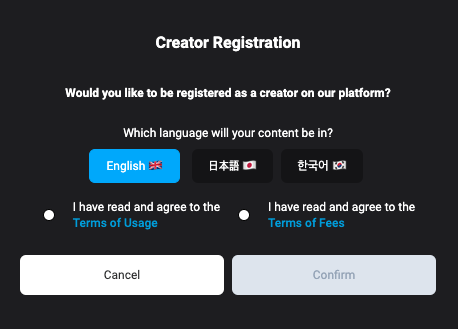 Creator Registration
Would you like to be registered as a creator on our platform?
Which language will your content be in?
English 🇬🇧
日本語 🇯🇵
한국어 🇰🇷
I have read and agree to the
Terms of Usage
I have read and agree to the
Terms of Fees
Cancel
Confirm